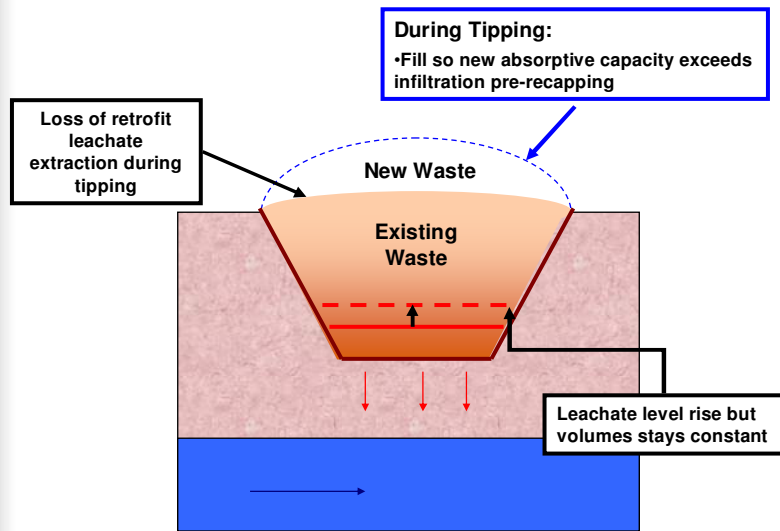 During Tipping:
•Fill so new absorptive capacity exceeds
infiltration pre-recapping
Loss of retrofit
leachate
extraction during
tipping
New Waste
Existing
Waste
Leachate level rise but
volumes stays constant